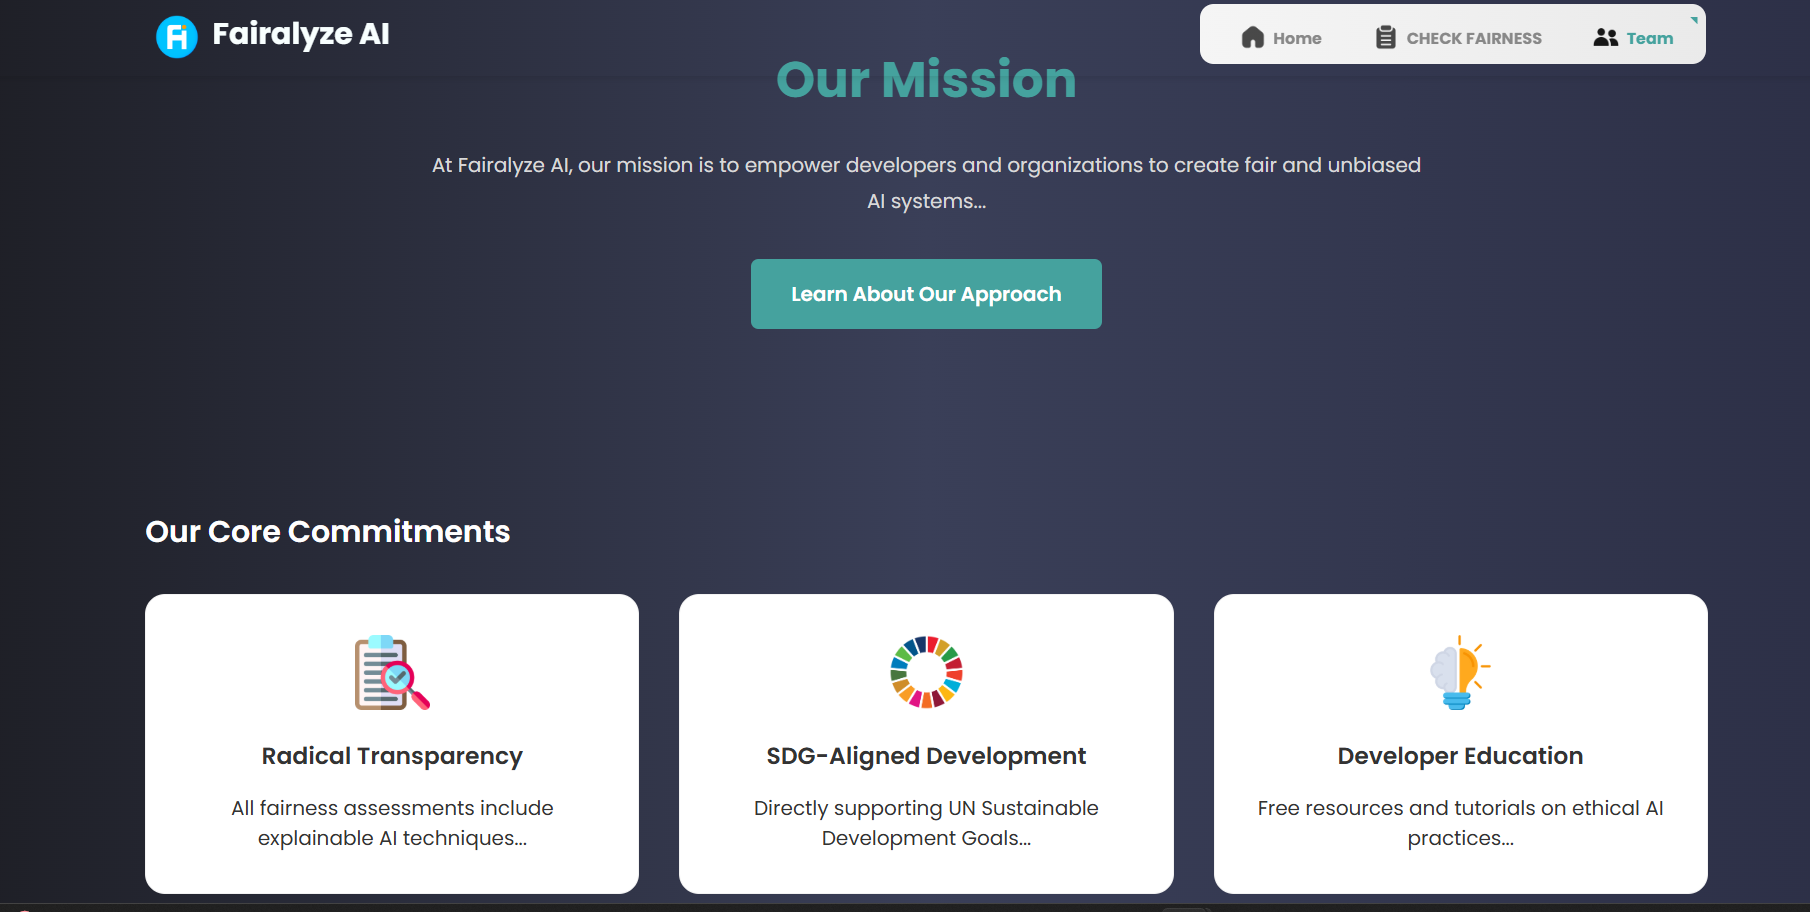 Fairalyze AI
Home
CHECK FAIRNESS
Team
Our Mission
At Fairalyze AI, our mission is to empower developers and organizations to create fair and unbiased
AI systems...
Learn About Our Approach
Our Core Commitments
Radical Transparency
All fairness assessments include
explainable AI techniques...
SDG-Aligned Development
Directly supporting UN Sustainable
Development Goals...
Developer Education
Free resources and tutorials on ethical AI
practices...